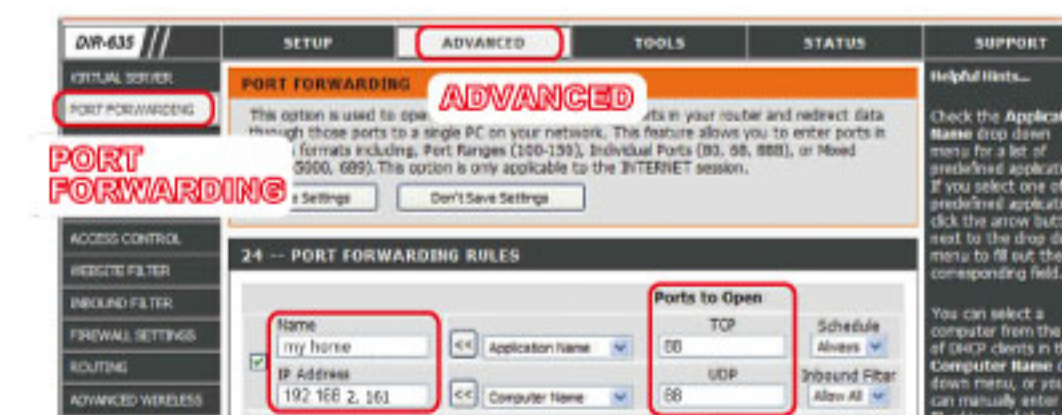 DIR-635
SETUP
ADVANCED
TOOLS
STATUS
SUPPORT
VIRTUAL SERVER
PORT FORWARDING
PORT
FORWARDING
ACCESS CONTROL
WEBSITE FILTER
INBOUND FILTER
FIREWALL SETTINGS
ROUTING
ADVANCED WIRELESS
PORT FORWARDING
ADVANCED
This option is used to ope rts in your router and redirect data
through those ports to a single PC on your network. This feature allows you to enter ports in
formats including, Port Ranges (100-150), Individual Ports (80, 68, 888), or Mixed
5000, 689). This option is only applicable to the INTERNET session.
Settings
Don't Save Settings
24 -- PORT FORWARDING RULES
Ports to Open
Name
TCP
Schedule
my home
<<
Application Name
88
Always
IP Address
UDP
Inbound Filter
192 168 2, 161
<<
Computer Name
88
Allow All
Helpful Hints...
Check the Applicat
Name drop down
menu for a list of
predefined applicati
If you select one
predefined applicati
click the arrow but
next to the drop d
menu to fill out the
corresponding field.
You can select a
computer from the
of DHCP clients in t
Computer Name
down menu, or yo
can manually enter